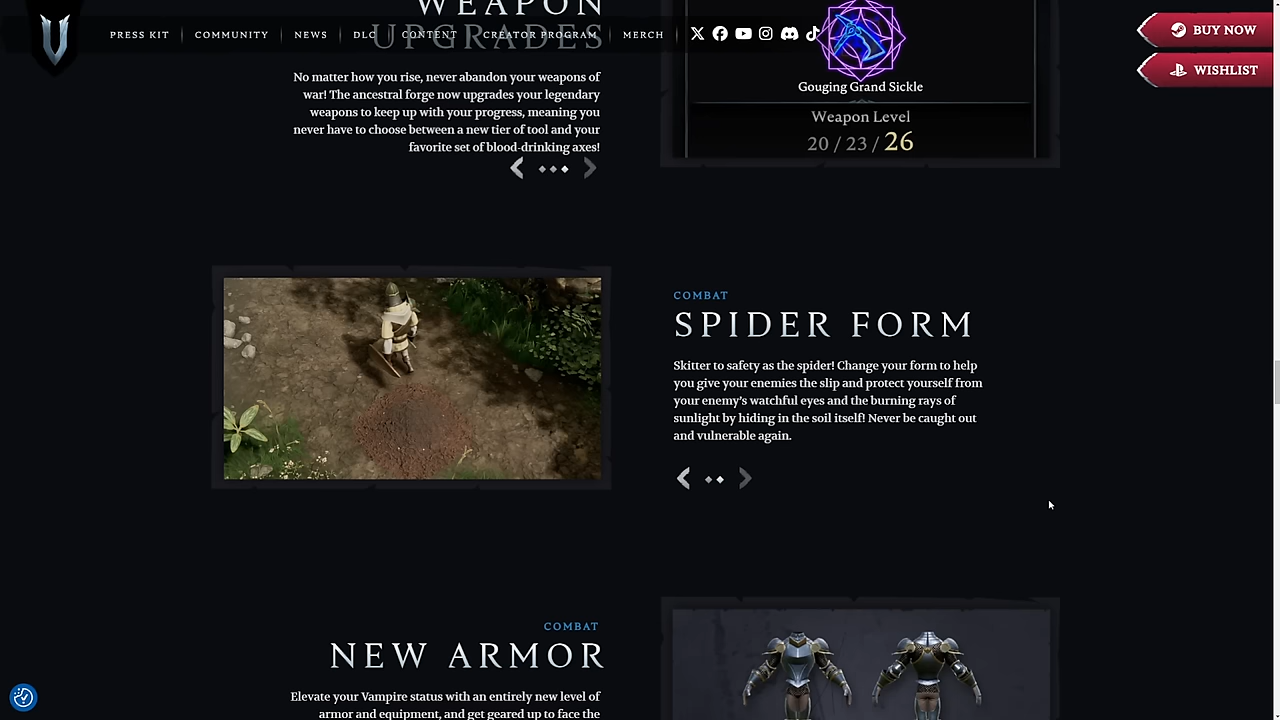 WEAPON
UPGRADES
PRESS KIT
COMMUNITY
NEWS
DLC
CONTENT
CREATOR PROGRAM
MERCH
BUY NOW
WISHLIST
No matter how you rise, never abandon your weapons of
war! The ancestral forge now upgrades your legendary
weapons to keep up with your progress, meaning you
never have to choose between a new tier of tool and your
favorite set of blood-drinking axes!
Gouging Grand Sickle
Weapon Level
20 / 23 / 26
COMBAT
SPIDER FORM
Skitter to safety as the spider! Change your form to help
you give your enemies the slip and protect yourself from
your enemy's watchful eyes and the burning rays of
sunlight by hiding in the soil itself! Never be caught out
and vulnerable again.
COMBAT
NEW ARMOR
Elevate your Vampire status with an entirely new level of
armor and equipment, and get geared up to face the